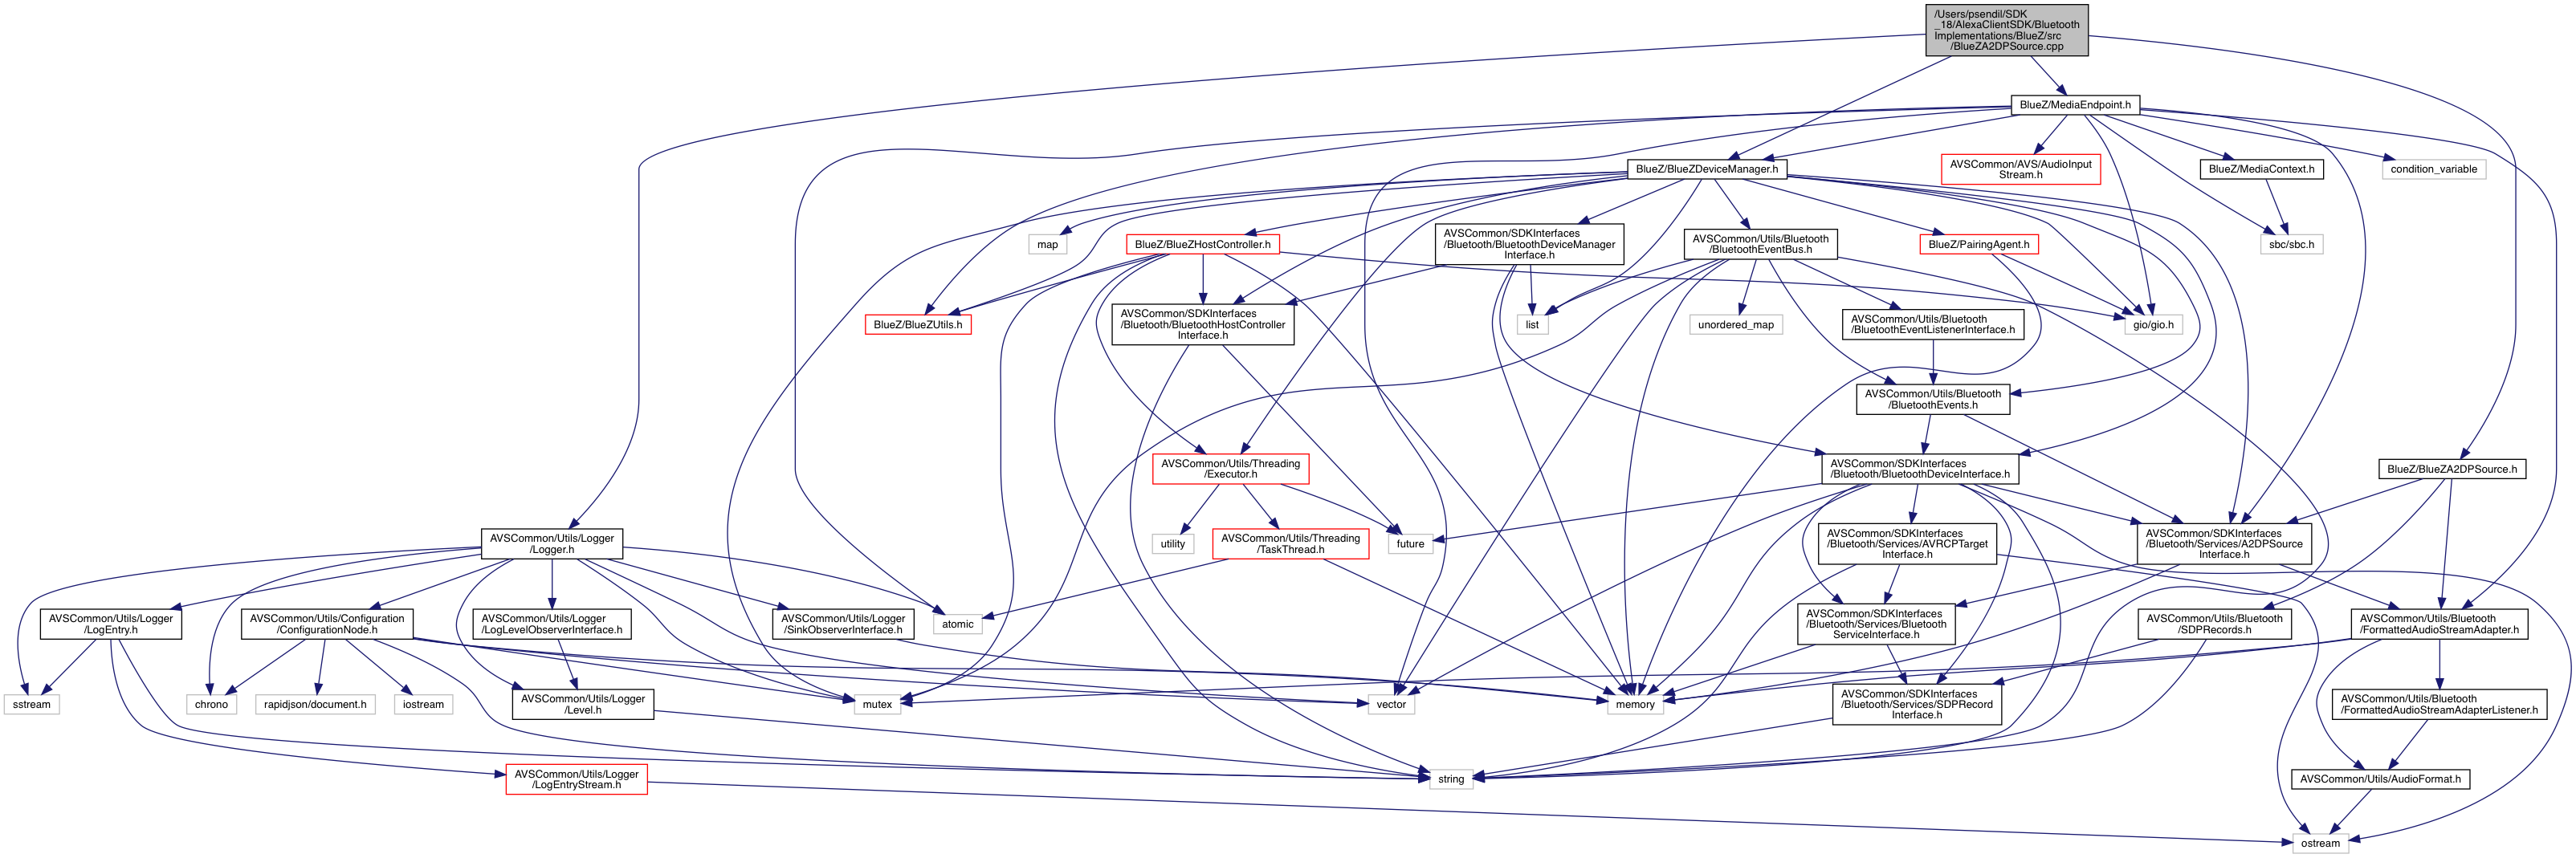 /Users/psendil/SDK
_18/AlexaClientSDK/Bluetooth
Implementations/BlueZ/src
/BlueZA2DPSource.cpp
BlueZ/MediaEndpoint.h
BlueZ/BlueZDeviceManager.h
AVSCommon/AVS/AudioInput
Stream.h
BlueZ/MediaContext.h
condition_variable
map
BlueZ/BlueZHostController.h
AVSCommon/SDKInterfaces
/Bluetooth/BluetoothDeviceManager
Interface.h
AVSCommon/Utils/Bluetooth
/BluetoothEventBus.h
BlueZ/PairingAgent.h
sbc/sbc.h
BlueZ/BlueZUtils.h
AVSCommon/SDKInterfaces
/Bluetooth/BluetoothHostController
Interface.h
list
unordered_map
AVSCommon/Utils/Bluetooth
/BluetoothEventListenerInterface.h
gio/gio.h
AVSCommon/Utils/Bluetooth
/BluetoothEvents.h
AVSCommon/Utils/Threading
/Executor.h
AVSCommon/SDKInterfaces
/Bluetooth/BluetoothDeviceInterface.h
BlueZ/BlueZA2DPSource.h
AVSCommon/Utils/Logger
/Logger.h
utility
AVSCommon/Utils/Threading
/TaskThread.h
future
AVSCommon/SDKInterfaces
/Bluetooth/Services/AVRCPTarget
Interface.h
AVSCommon/SDKInterfaces
/Bluetooth/Services/A2DPSource
Interface.h
AVSCommon/Utils/Logger
/LogEntry.h
AVSCommon/Utils/Configuration
/ConfigurationNode.h
AVSCommon/Utils/Logger
/LogLevelObserverInterface.h
AVSCommon/Utils/Logger
/SinkObserverInterface.h
atomic
AVSCommon/SDKInterfaces
/Bluetooth/Services/Bluetooth
ServiceInterface.h
AVSCommon/Utils/Bluetooth
/SDPRecords.h
AVSCommon/Utils/Bluetooth
/FormattedAudioStreamAdapter.h
sstream
chrono
rapidjson/document.h
iostream
AVSCommon/Utils/Logger
/Level.h
mutex
vector
memory
AVSCommon/SDKInterfaces
/Bluetooth/Services/SDPRecord
Interface.h
AVSCommon/Utils/Bluetooth
/FormattedAudioStreamAdapterListener.h
AVSCommon/Utils/Logger
/LogEntryStream.h
string
AVSCommon/Utils/AudioFormat.h
ostream